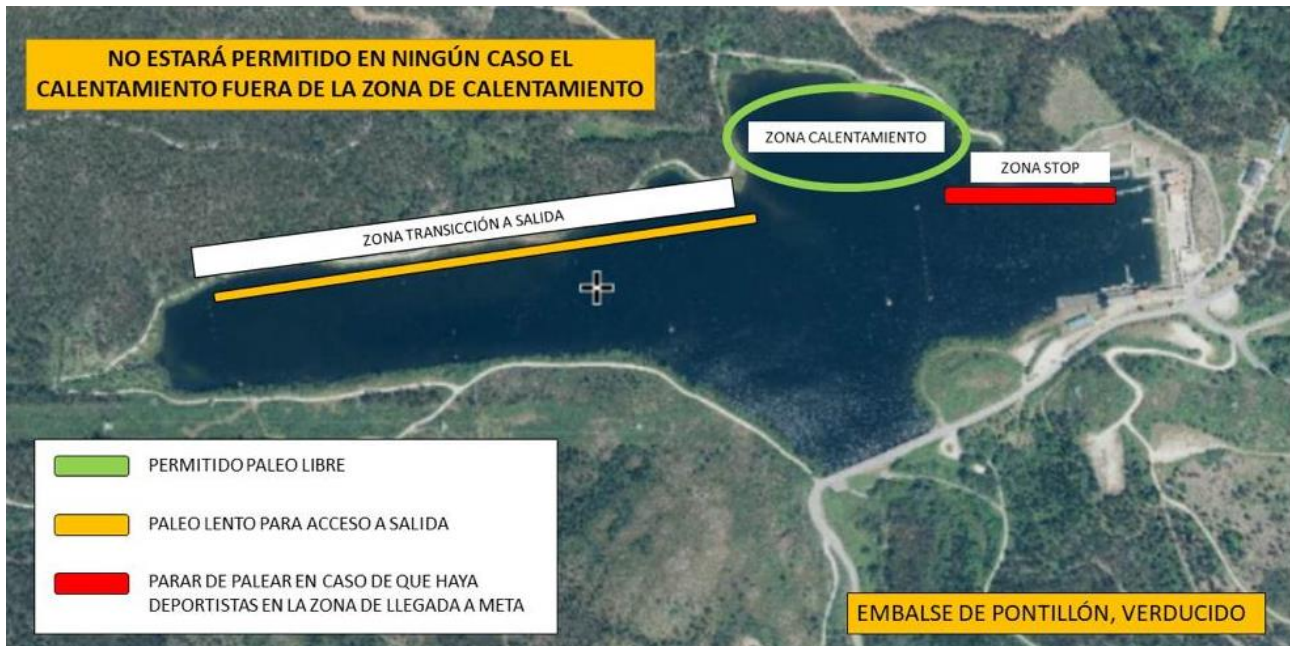 NO ESTARÁ PERMITIDO EN NINGÚN CASO EL
CALENTAMIENTO FUERA DE LA ZONA DE CALENTAMIENTO
ZONA CALENTAMIENTO
ZONA STOP
ZONA TRANSICCIÓN A SALIDA
PERMITIDO PALEO LIBRE
PALEO LENTO PARA ACCESO A SALIDA
PARAR DE PALEAR EN CASO DE QUE HAYA
DEPORTISTAS EN LA ZONA DE LLEGADA A META
EMBALSE DE PONTILLÓN, VERDUCIDO